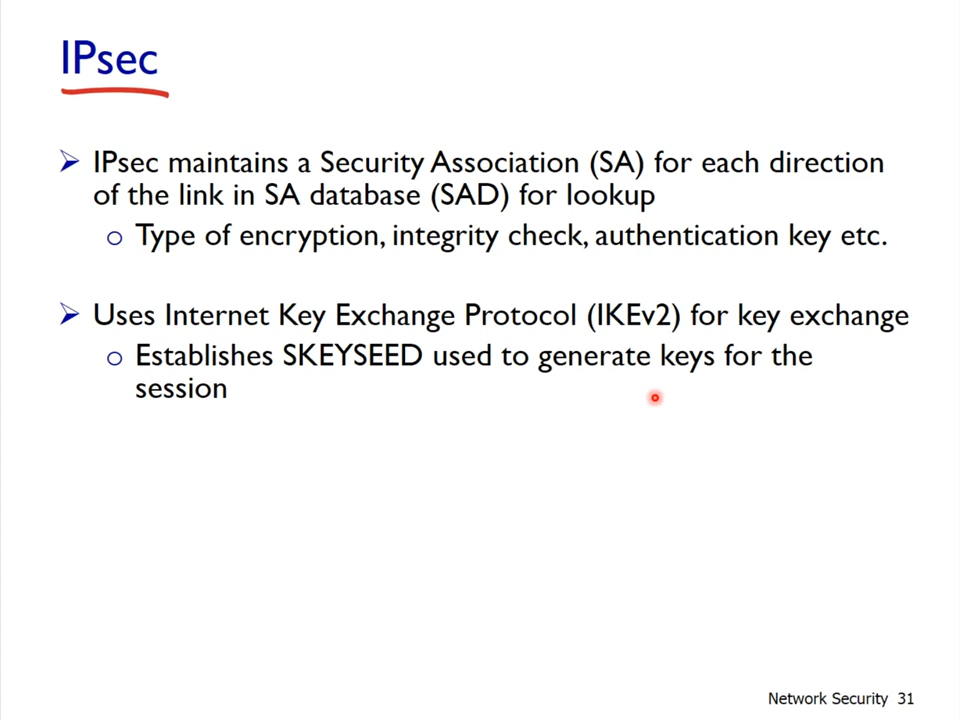 IPsec
IPsec maintains a Security Association (SA) for each direction
of the link in SA database (SAD) for lookup
Type of encryption, integrity check, authentication key etc.
Uses Internet Key Exchange Protocol (IKEv2) for key exchange
Establishes SKEYSEED used to generate keys for the
session
Network Security 31